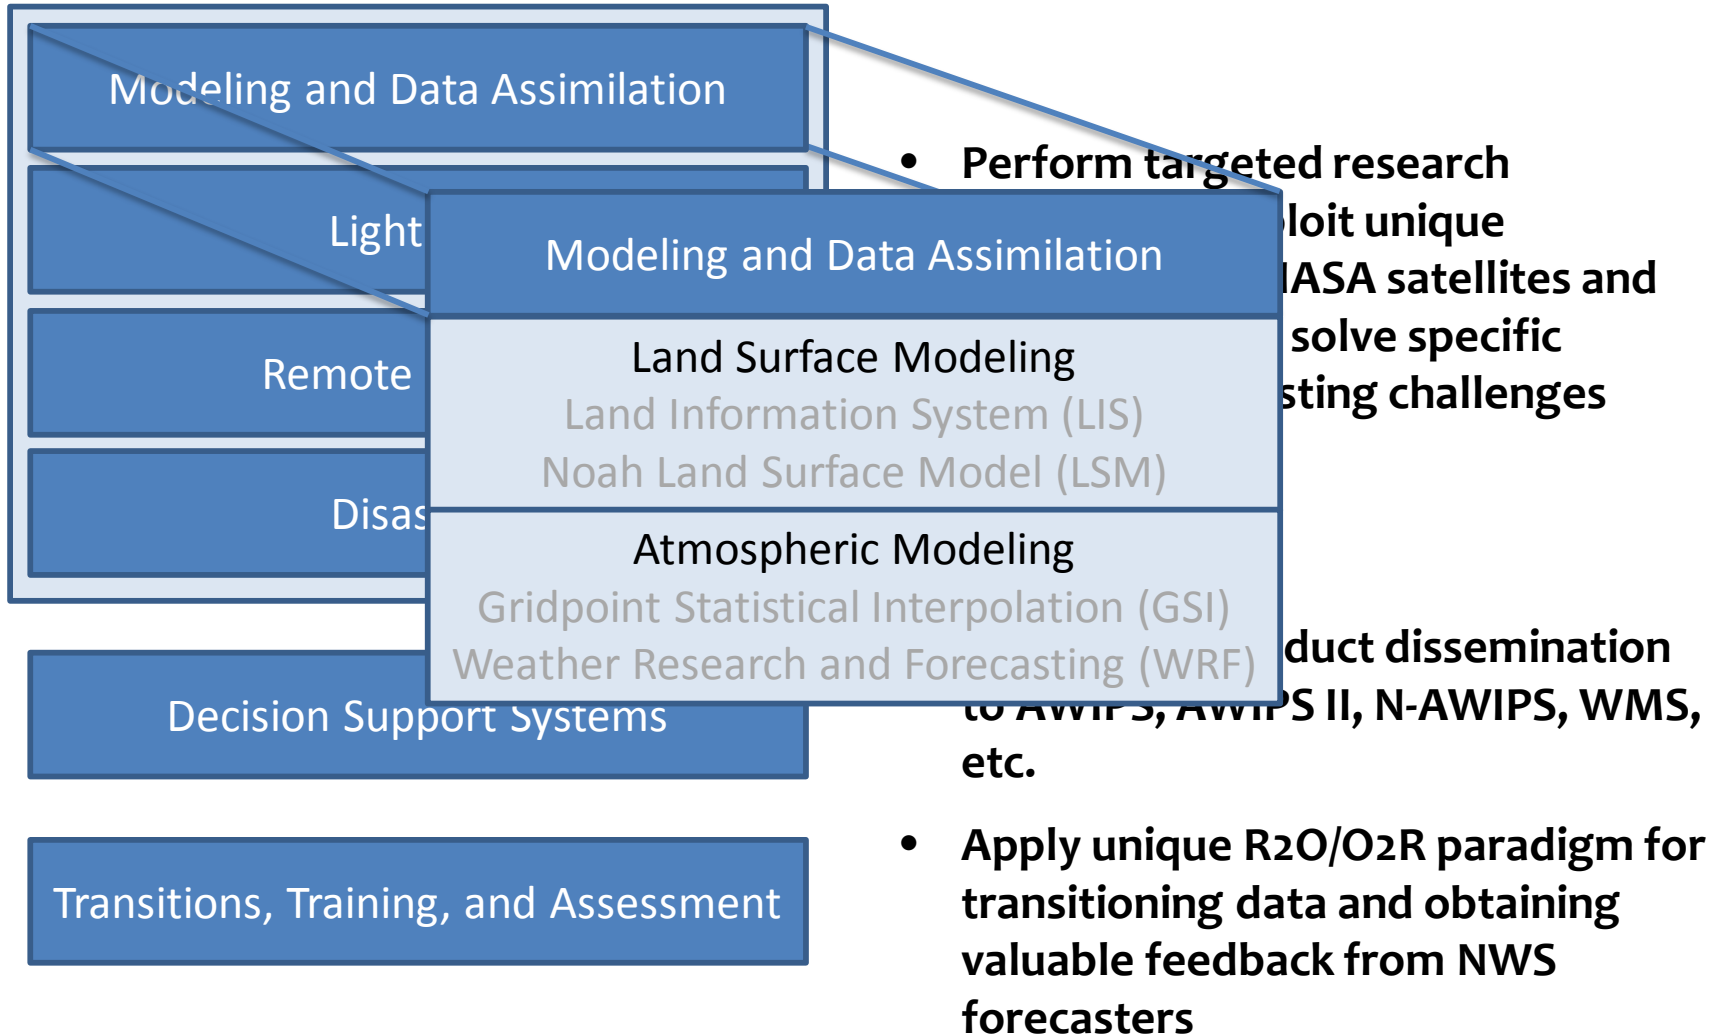 Modeling and Data Assimilation
Light
Remote
Disas
Decision Support Systems
Transitions, Training, and Assessment
Modeling and Data Assimilation
Land Surface Modeling
Land Information System (LIS)
Noah Land Surface Model (LSM)
Atmospheric Modeling
Gridpoint Statistical Interpolation (GSI)
Weather Research and Forecasting (WRF)
• Perform targeted research
loit unique
ASA satellites and
solve specific
sting challenges
duct dissemination
to AWIPS, AWIPS II, N-AWIPS, WMS,
etc.
• Apply unique R2O/O2R paradigm for
transitioning data and obtaining
valuable feedback from NWS
forecasters